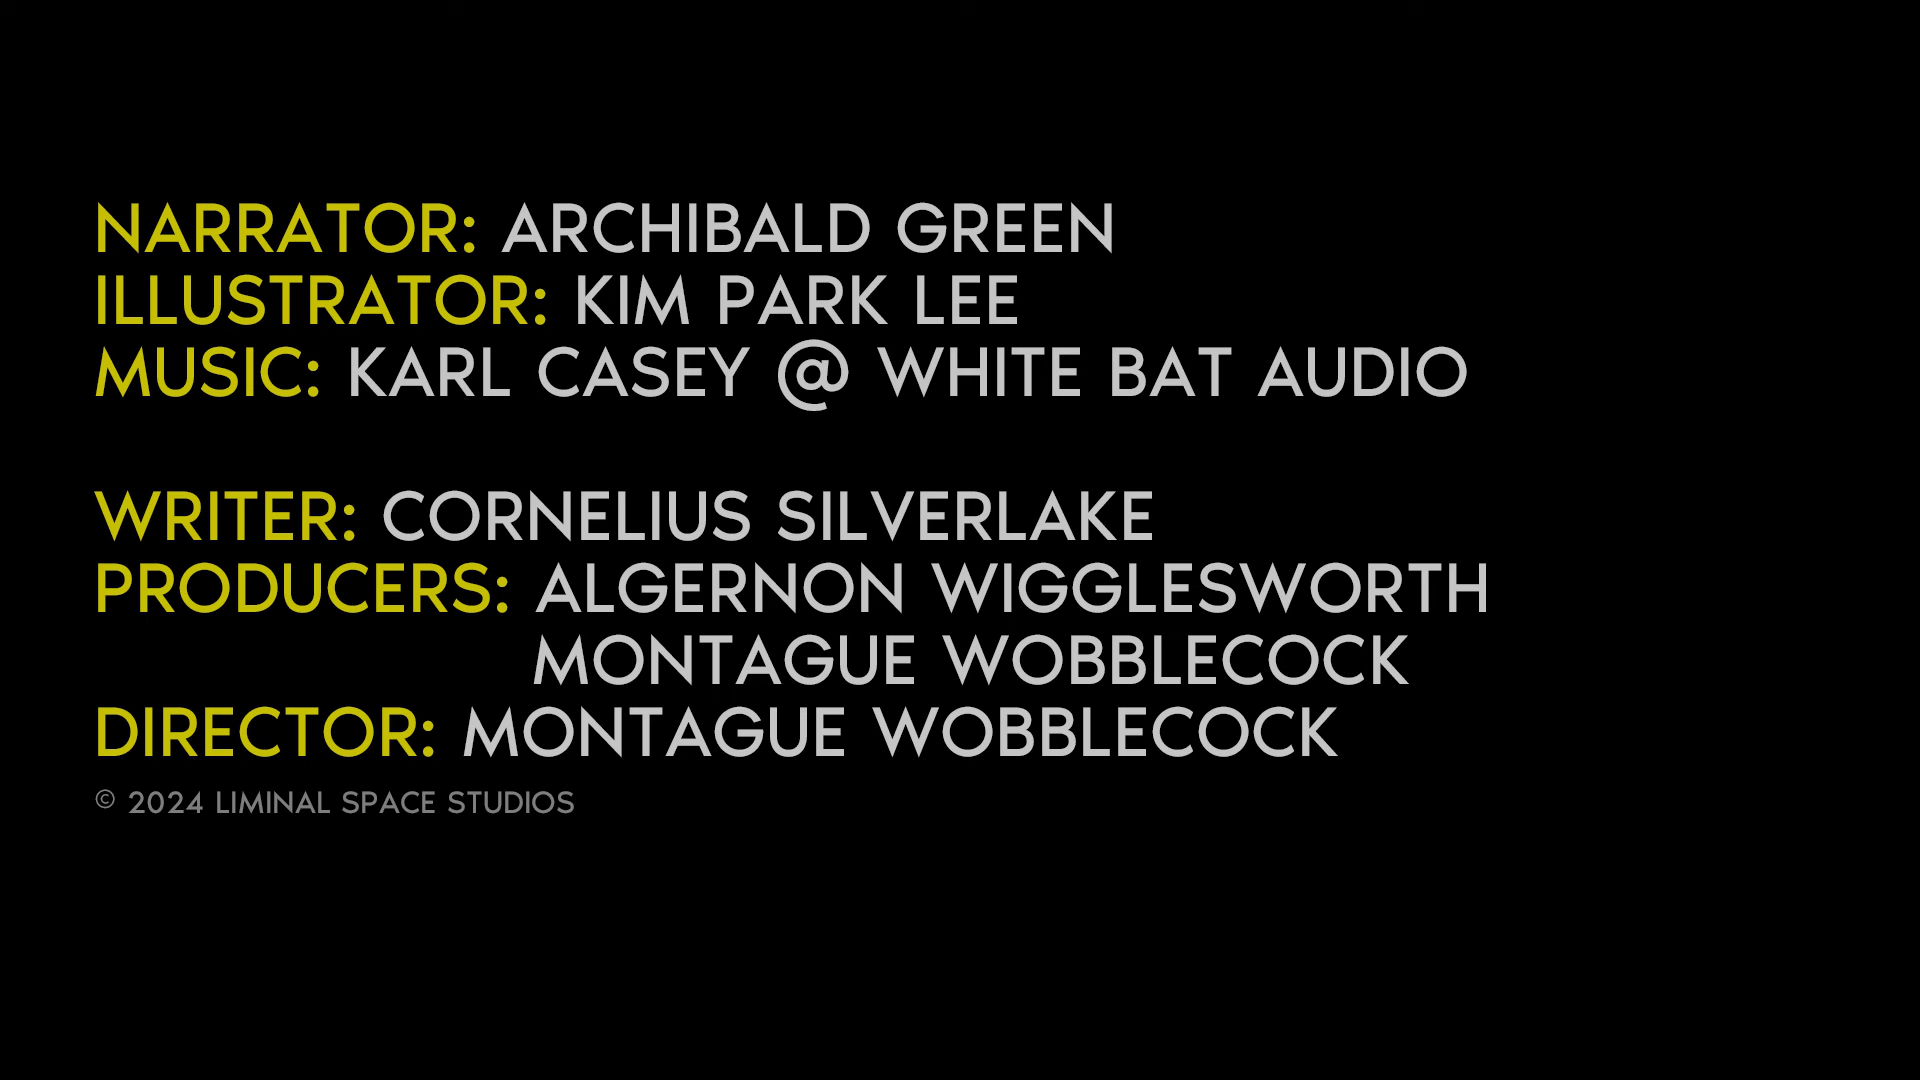 NARRATOR: ARCHIBALD GREEN
ILLUSTRATOR: KIM PARK LEE
MUSIC: KARL CASEY @ WHITE BAT AUDIO
WRITER: CORNELIUS SILVERLAKE
PRODUCERS: ALGERNON WIGGLESWORTH
MONTAGUE WOBBLECOCK
DIRECTOR: MONTAGUE WOBBLECOCK
© 2024 LIMINAL SPACE STUDIOS